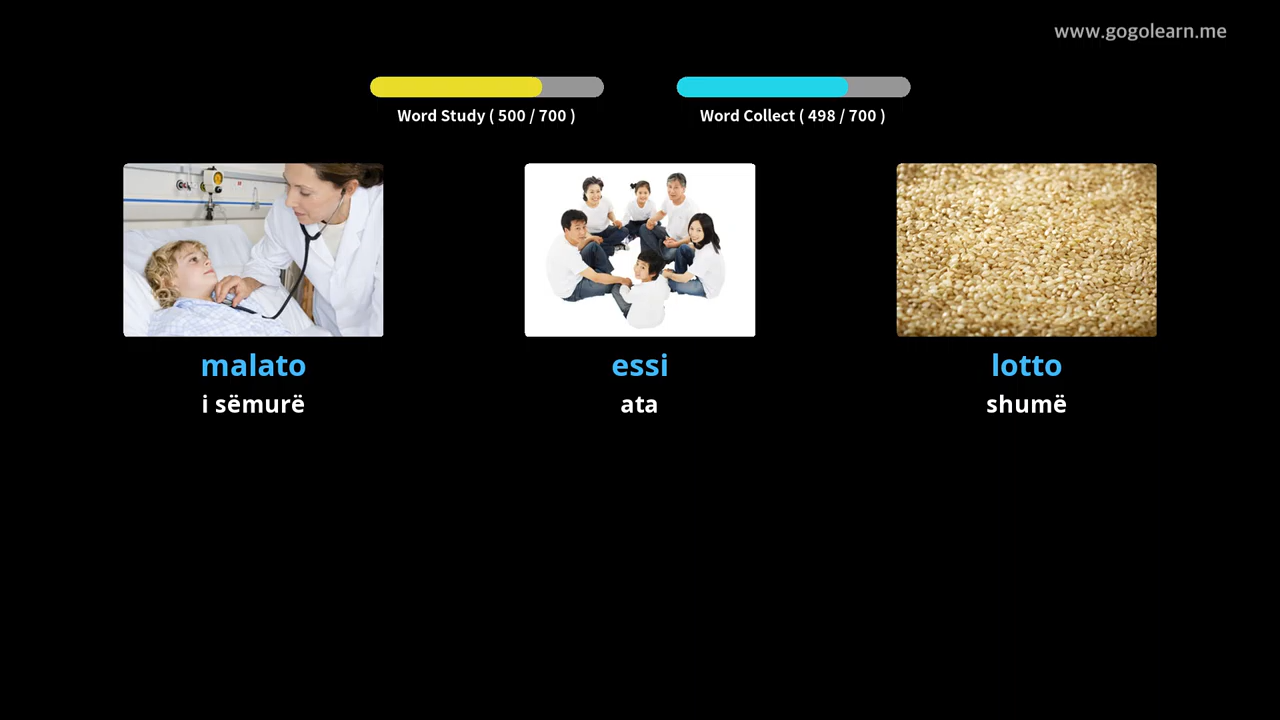 www.gogolearn.me
Word Study ( 500 / 700 )
Word Collect ( 498 / 700 )
malato
essi
lotto
i sëmurë
ata
shumë